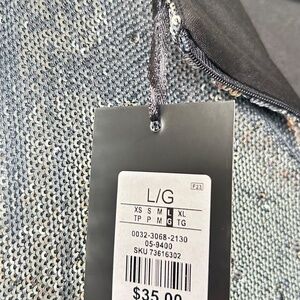 F23
L/G
XS S M L XL
TP P M G TG
0032-3068-2130
05-9400
SKU 73616302
$35.00